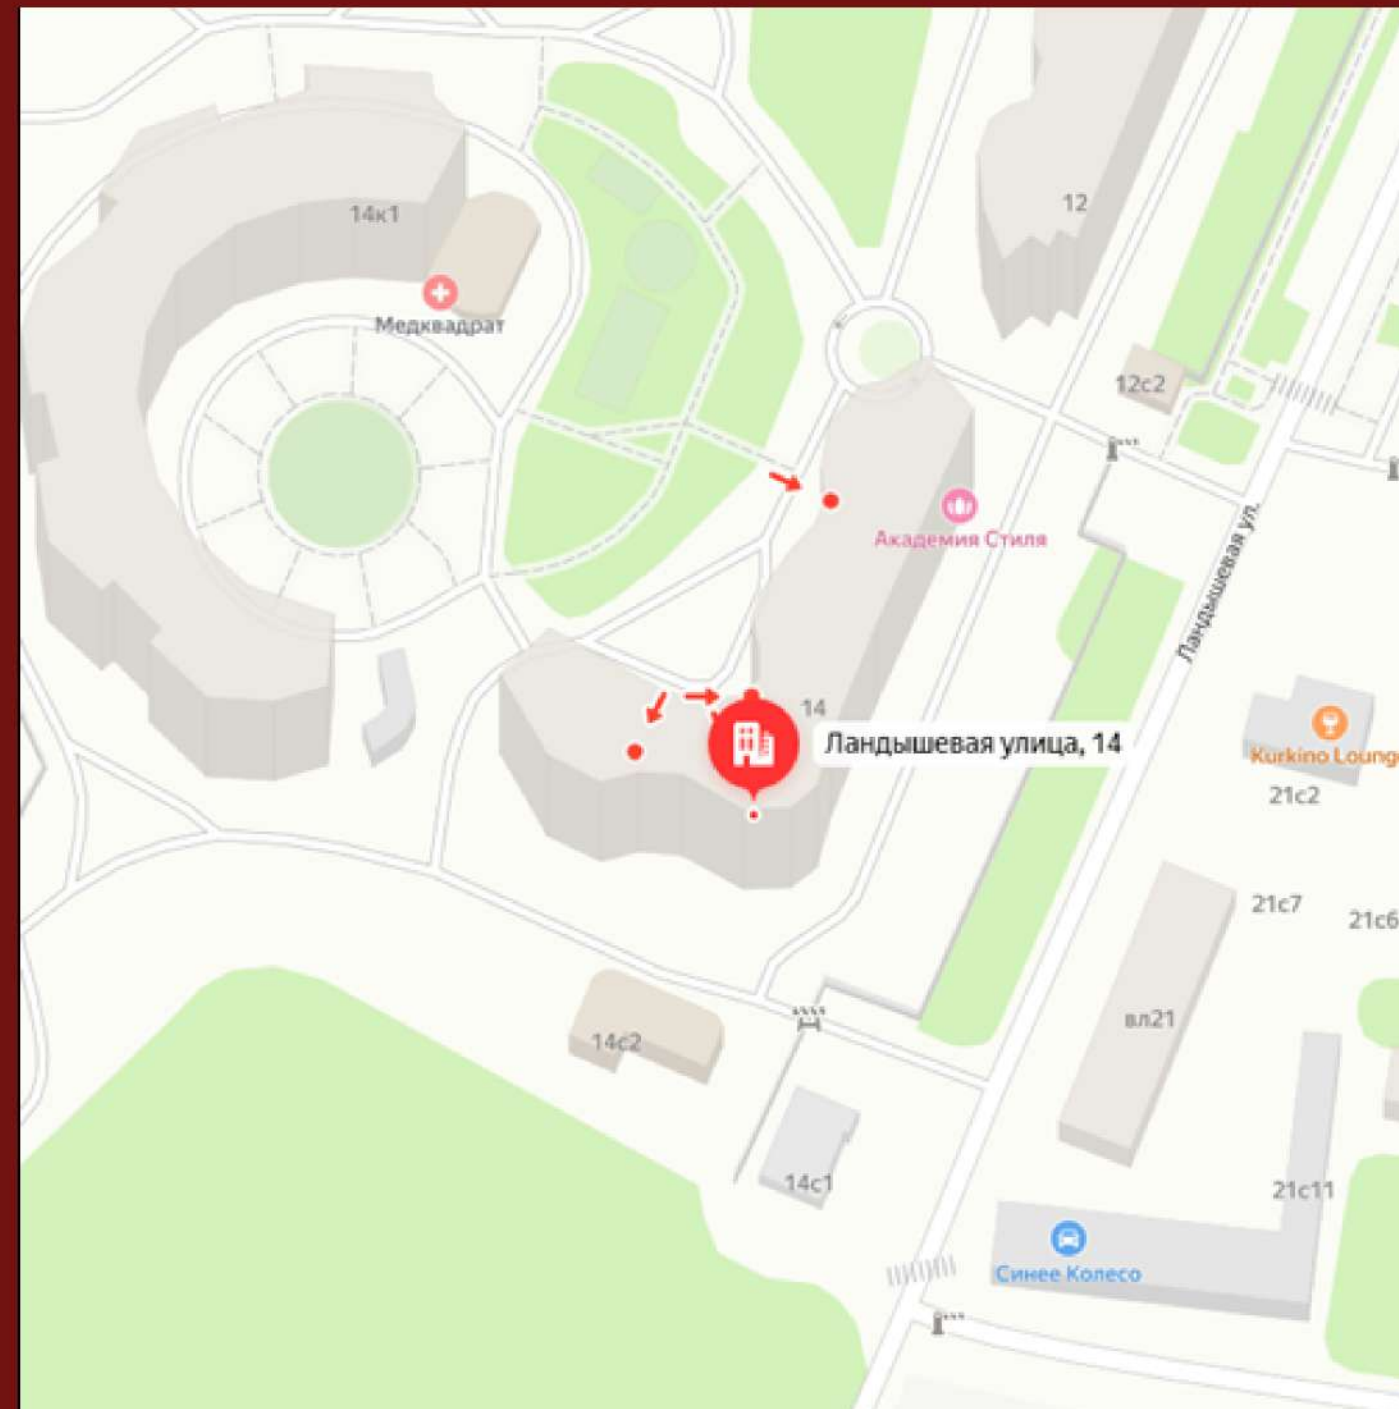 14к1
12
Медквадрат
12с2
Академия Стиля
Ландышевая ул.
14
Ландышевая улица, 14
Kurkino Loung
21с2
21с7
21с6
вл21
14с2
14с1
21с11
Синее Колесо